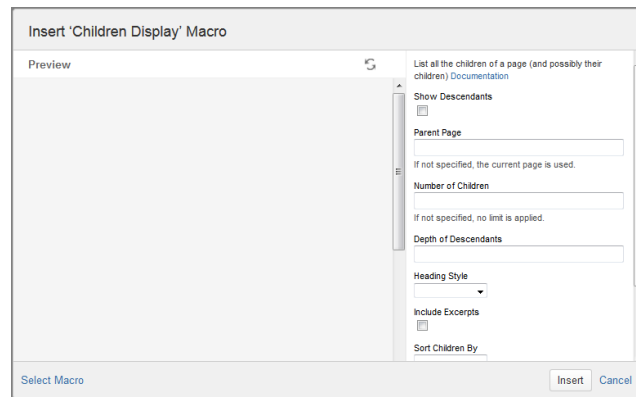 Insert ‘Children Display’ Macro
Preview
List all the children of a page (and possibly their
children) Documentation
Show Descendants
Parent Page
If not specified, the current page is used.
Number of Children
If not specified, no limit is applied.
Depth of Descendants
Heading Style
Include Excerpts
Sort Children By
Select Macro
Insert Cancel